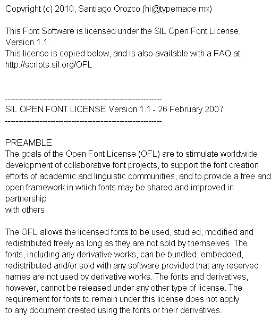 Copyright (c) 2010, Santiago Orozco (hi@typemade.mx)

This Font Software is licensed under the SIL Open Font License,
Version 1.1.
This license is copied below, and is also available with a FAQ at:
http://scripts.sil.org/OFL

-----------------------------------------------------------
SIL OPEN FONT LICENSE Version 1.1 - 26 February 2007
-----------------------------------------------------------

PREAMBLE
The goals of the Open Font License (OFL) are to stimulate worldwide
development of collaborative font projects, to support the font creation
efforts of academic and linguistic communities, and to provide a free and
open framework in which fonts may be shared and improved in
partnership
with others.

The OFL allows the licensed fonts to be used, studied, modified and
redistributed freely as long as they are not sold by themselves. The
fonts, including any derivative works, can be bundled, embedded,
redistributed and/or sold with any software provided that any reserved
names are not used by derivative works. The fonts and derivatives,
however, cannot be released under any other type of license. The
requirement for fonts to remain under this license does not apply
to any document created using the fonts or their derivatives.